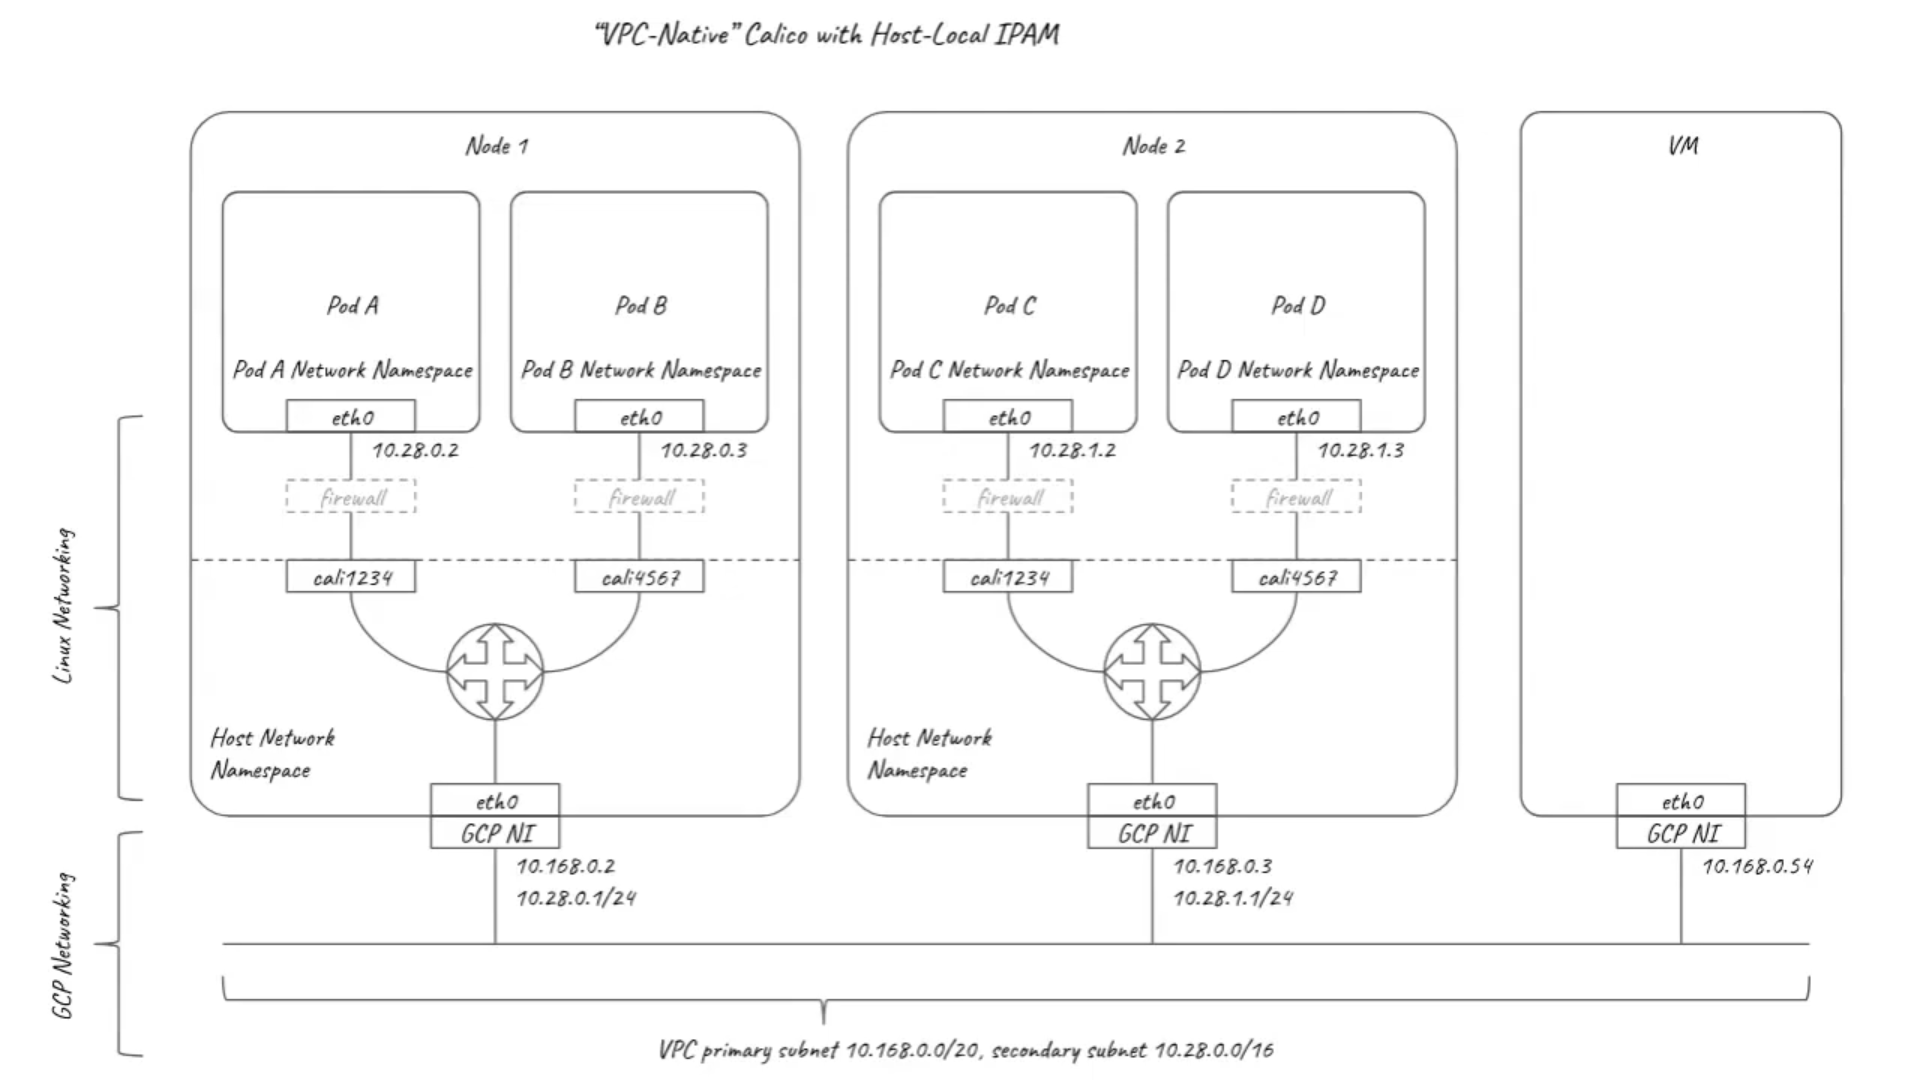 “VPC-Native” Calico with Host-Local IPAM
Node 1
Node 2
VM
Pod A
Pod B
Pod C
Pod D
Pod A Network Namespace
Pod B Network Namespace
Pod C Network Namespace
Pod D Network Namespace
eth0
eth0
eth0
eth0
10.28.0.2
10.28.0.3
10.28.1.2
10.28.1.3
firewall
firewall
firewall
firewall
cali1234
cali4567
cali1234
cali4567
Linux Networking
Host Network
Namespace
Host Network
Namespace
eth0
eth0
eth0
GCP NI
GCP NI
GCP NI
10.168.0.2
10.28.0.1/24
10.168.0.3
10.28.1.1/24
10.168.0.54
GCP Networking
VPC primary subnet 10.168.0.0/20, secondary subnet 10.28.0.0/16